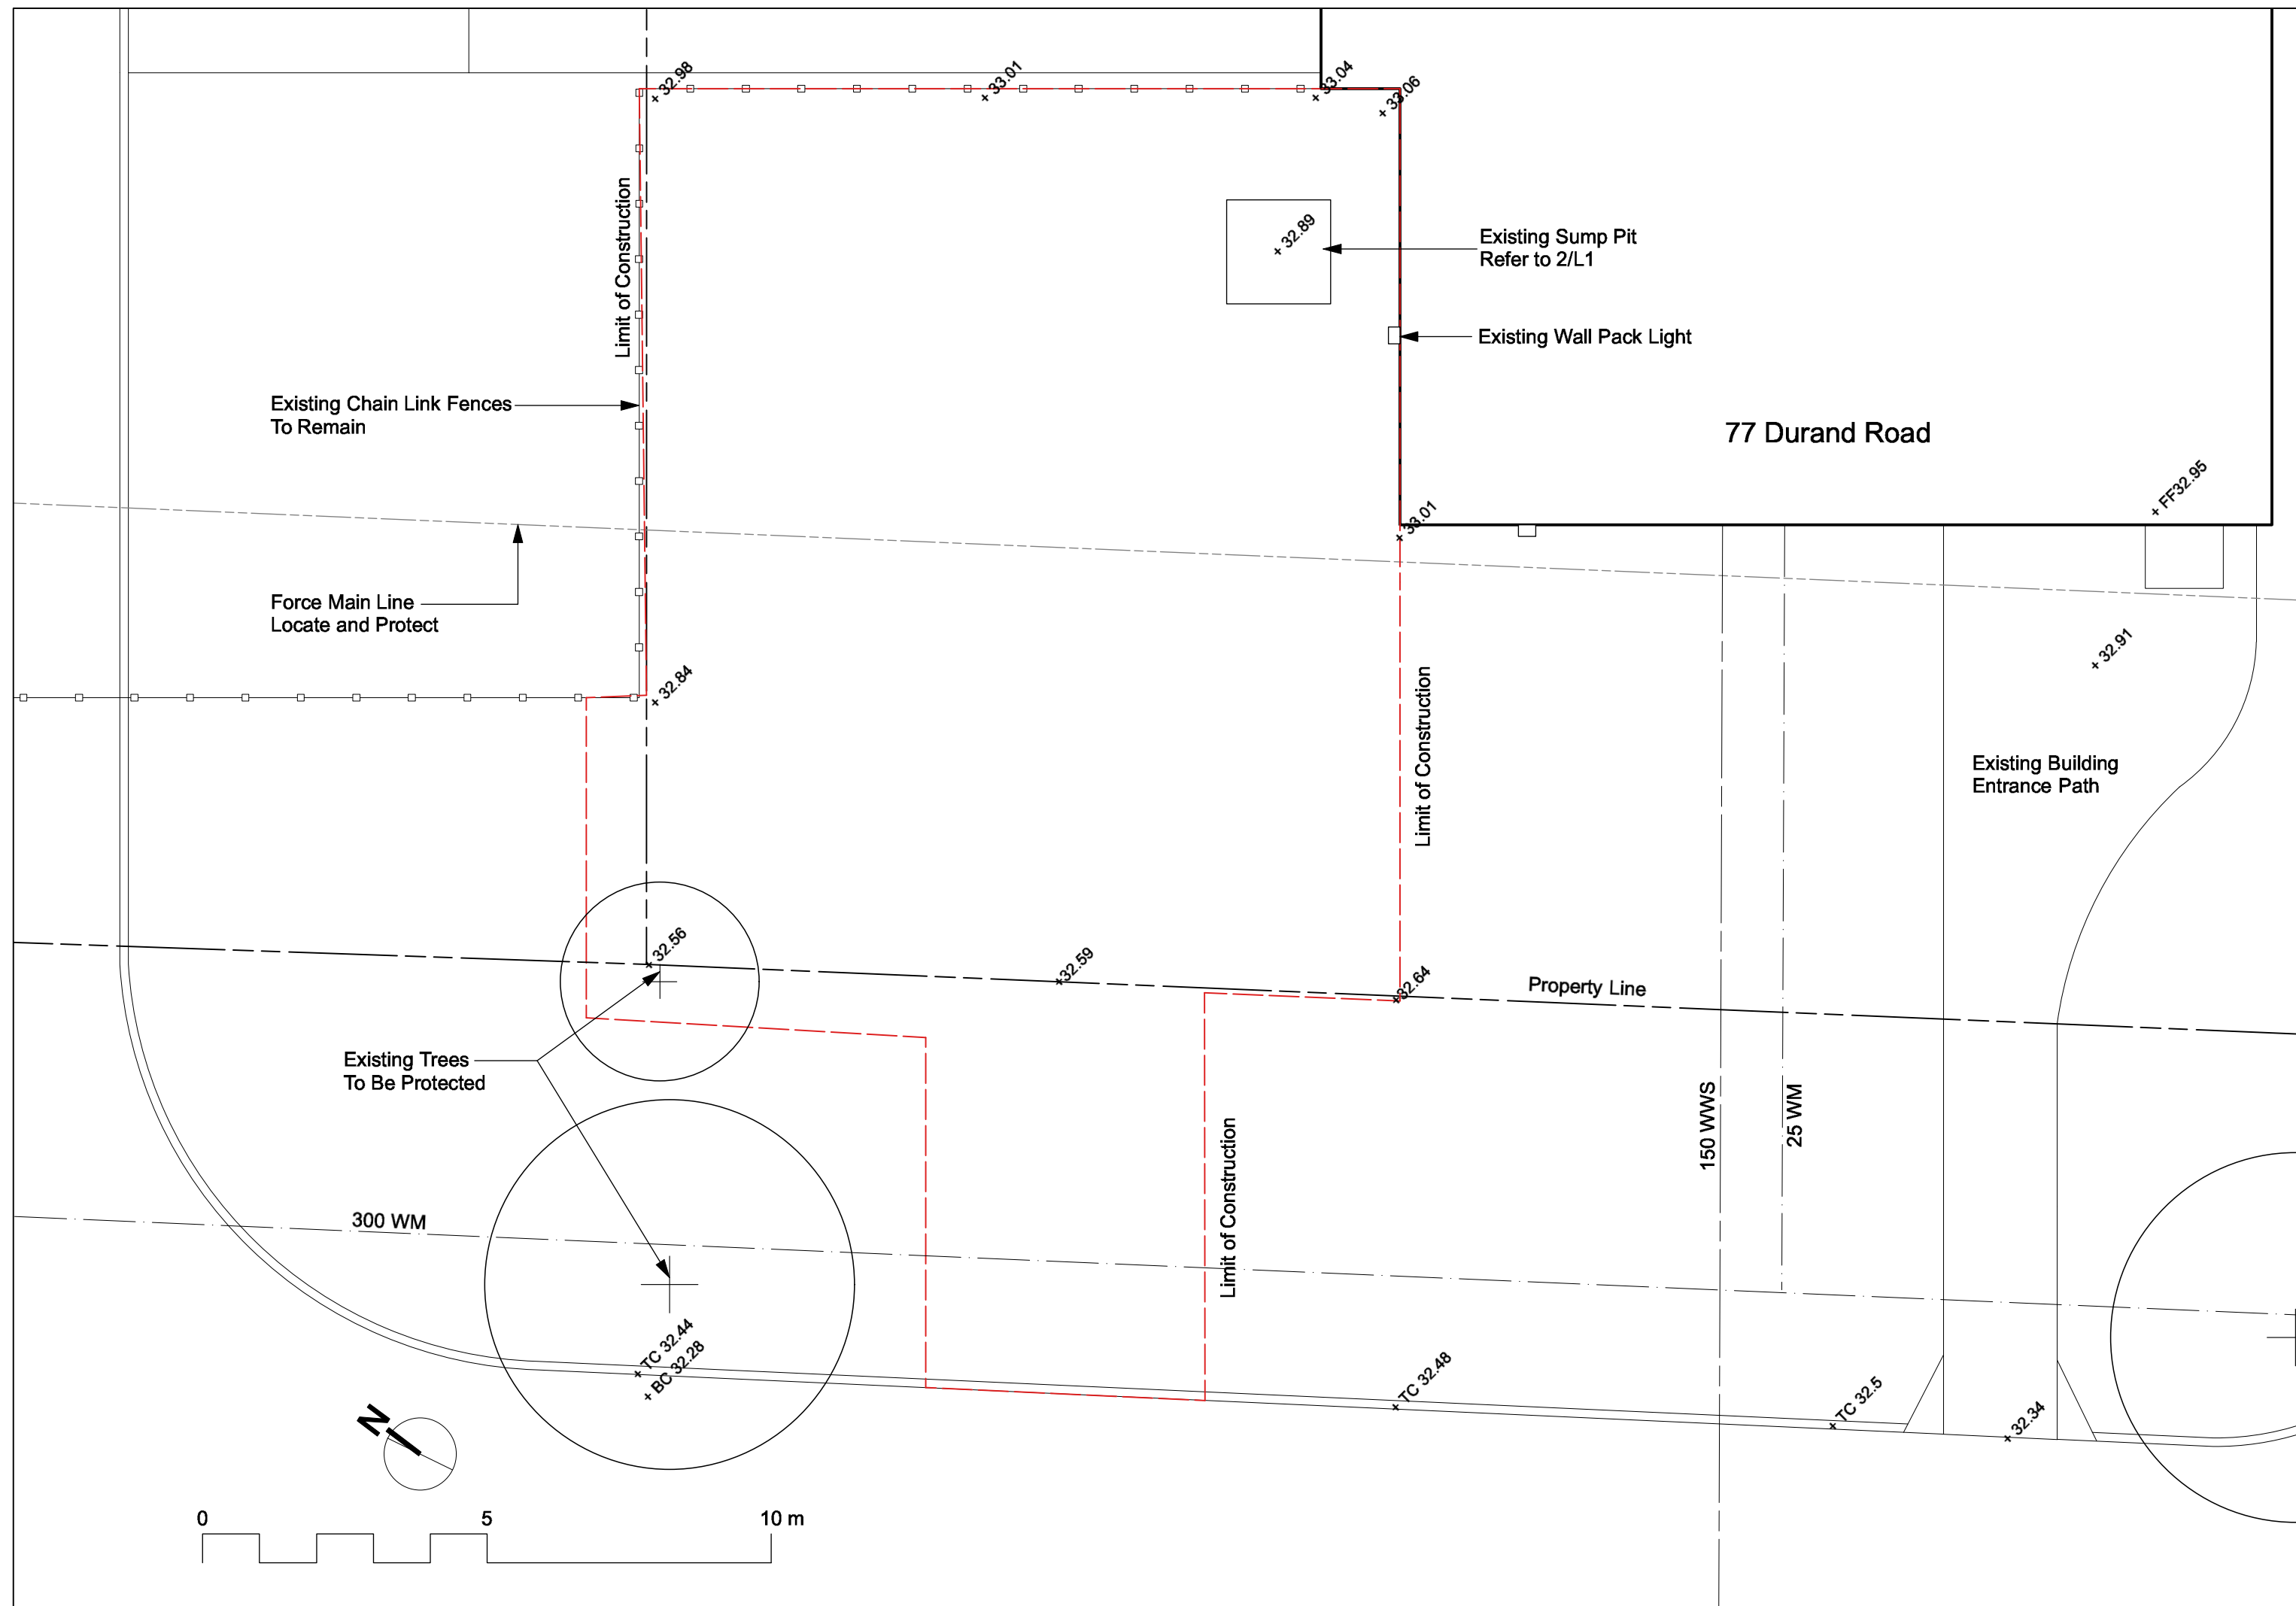 + 32.98
+ 33.01
+ 33.04
+ 33.06
Limit of Construction
+ 32.89
Existing Sump Pit
Refer to 2/L1
Existing Wall Pack Light
Existing Chain Link Fences
To Remain
77 Durand Road
+ FF32.95
+ 33.01
Force Main Line
Locate and Protect
+ 32.84
+ 32.91
Limit of Construction
Existing Building
Entrance Path
+ 32.56
+32.59
+32.64
Property Line
Existing Trees
To Be Protected
150 WWS
25 WM
Limit of Construction
300 WM
+ TC 32.44
+ BC 32.28
+ TC 32.48
+ TC 32.5
+ 32.34
N
0 5 10 m